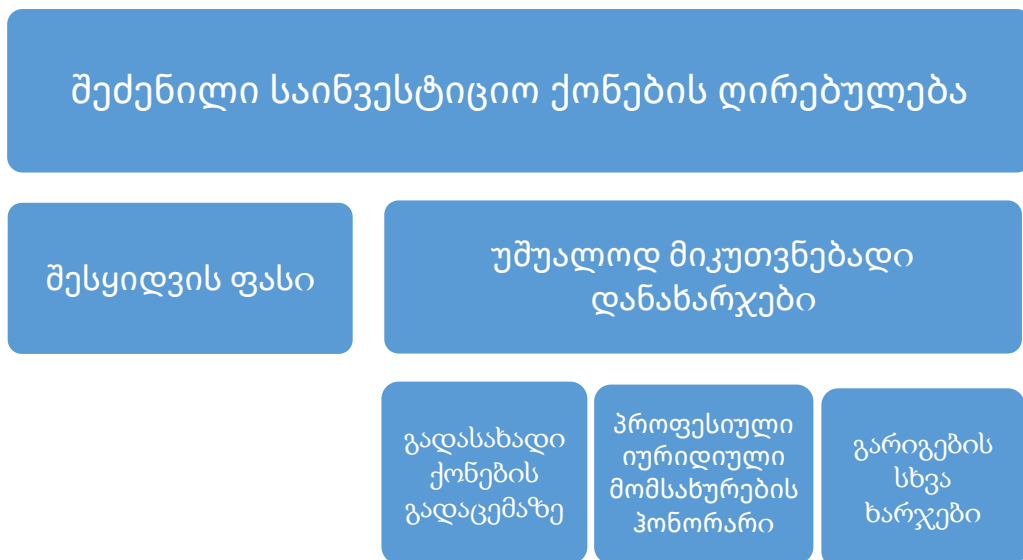 შეძენილი საინვესტიციო ქონების ღირებულება
შესყიდვის ფასი
უშუალოდ მიკუთვნებადი
დანახარჯები
გადასახადი
ქონების
გადაცემაზე
პროფესიული
იურიდიული
მომსახურების
ჰონორარი
გარიგების
სხვა
ხარჯები